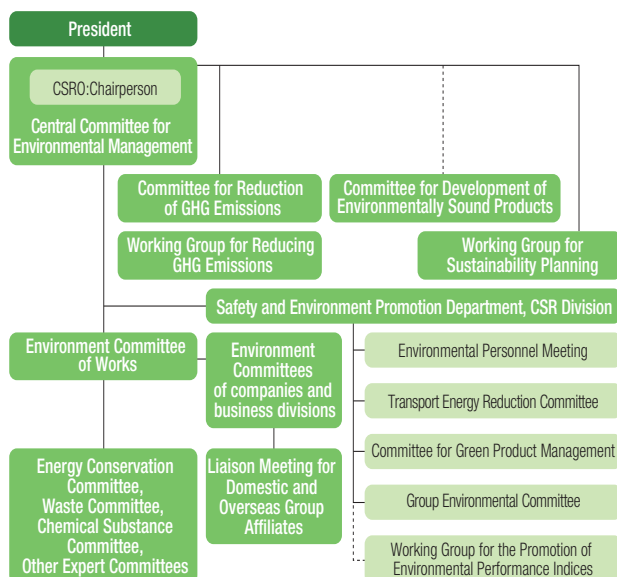 President
CSRO:Chairperson
Central Committee for
Environmental Management
Committee for Reduction
of GHG Emissions
Committee for Development of
Environmentally Sound Products
Working Group for Reducing
GHG Emissions
Working Group for
Sustainability Planning
Safety and Environment Promotion Department, CSR Division
Environment Committee
of Works
Environment
Committees
of companies and
business divisions
Environmental Personnel Meeting
Transport Energy Reduction Committee
Committee for Green Product Management
Group Environmental Committee
Working Group for the Promotion of
Environmental Performance Indices
Energy Conservation
Committee,
Waste Committee,
Chemical Substance
Committee,
Other Expert Committees
Liaison Meeting for
Domestic and
Overseas Group
Affiliates